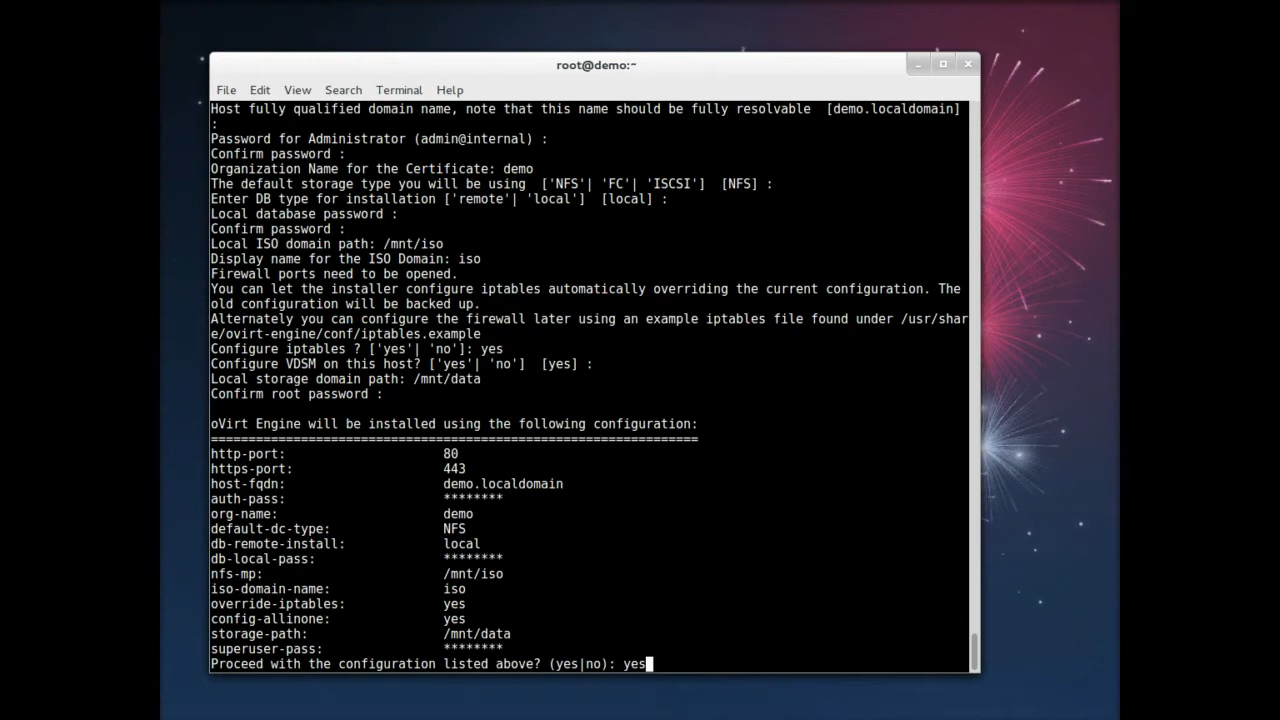 root@demo:~
File Edit View Search Terminal Help
Host fully qualified domain name, note that this name should be fully resolvable  [demo.localdomain]
:
Password for Administrator (admin@internal) :
Confirm password :
Organization Name for the Certificate: demo
The default storage type you will be using  ['NFS'| 'FC'| 'ISCSI']  [NFS] :
Enter DB type for installation ['remote'| 'local']  [local] :
Local database password :
Confirm password :
Local ISO domain path: /mnt/iso
Display name for the ISO Domain: iso
Firewall ports need to be opened.
You can let the installer configure iptables automatically overriding the current configuration. The
old configuration will be backed up.
Alternately you can configure the firewall later using an example iptables file found under /usr/shar
e/ovirt-engine/conf/iptables.example
Configure iptables ? ['yes'| 'no']: yes
Configure VDSM on this host? ['yes'| 'no']  [yes] :
Local storage domain path: /mnt/data
Confirm root password :
oVirt Engine will be installed using the following configuration:
=================================================================
http-port:                     80
https-port:                    443
host-fqdn:                     demo.localdomain
auth-pass:                     ********
org-name:                      demo
default-dc-type:               NFS
db-remote-install:             local
db-local-pass:                 ********
nfs-mp:                        /mnt/iso
iso-domain-name:               iso
override-iptables:             yes
config-allinone:               yes
storage-path:                  /mnt/data
superuser-pass:                ********
Proceed with the configuration listed above? (yes|no): yes